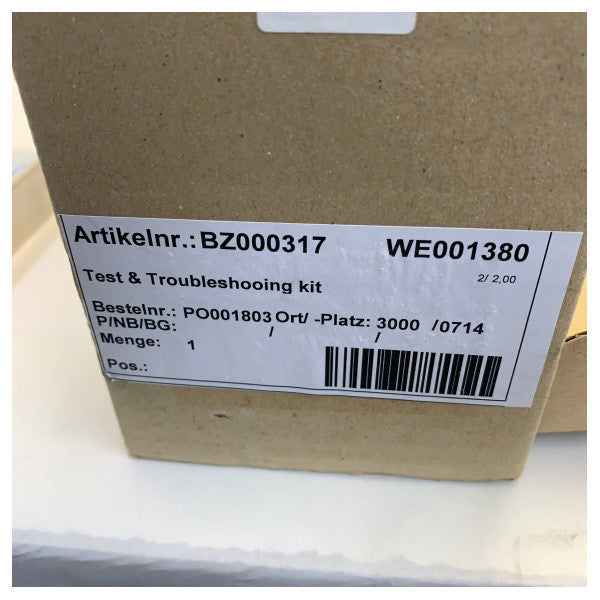 Artikelnr.: BZ000317 WE001380
2/ 2,00
Test & Troubleshooing kit
Bestelnr.: PO001803 Ort/ -Platz: 3000 /0714
P/NB/BG: / /
Menge: 1
Pos.: